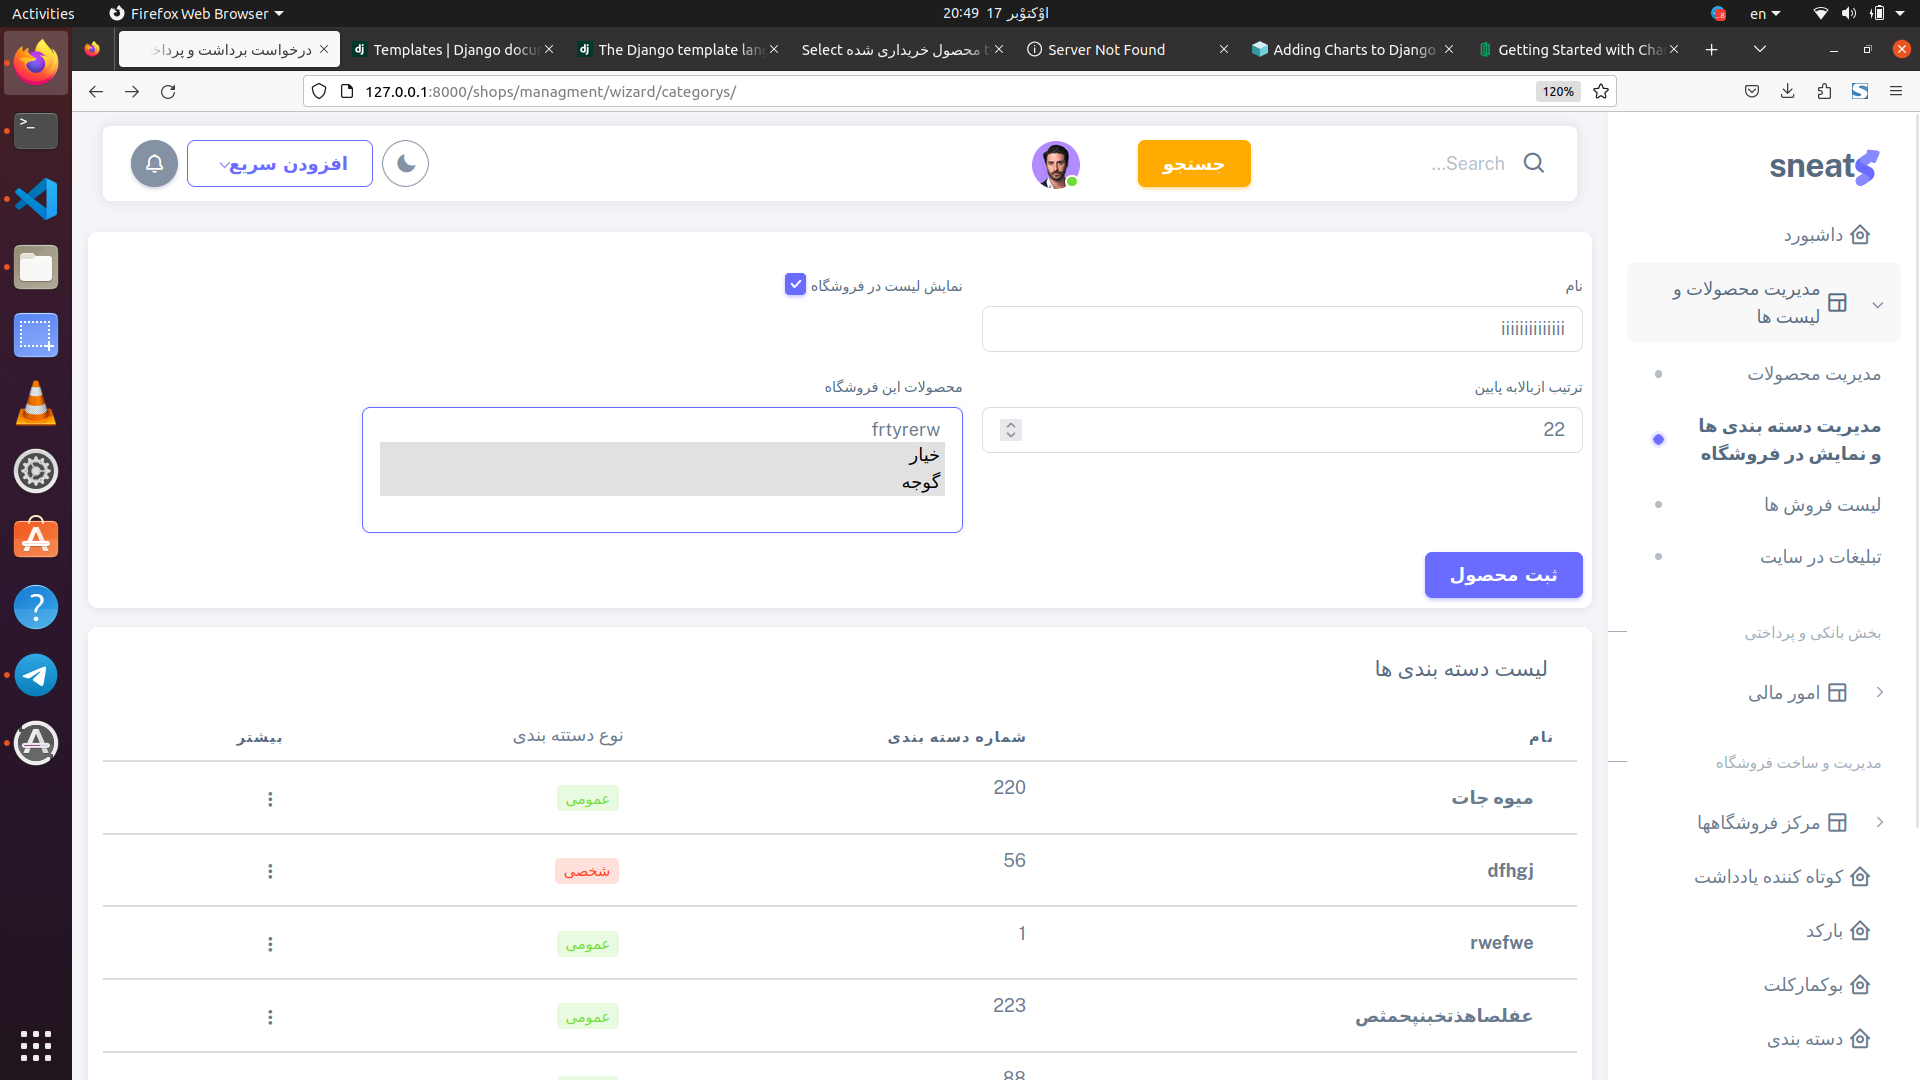 Activities
Firefox Web Browser
20:49 17 اؤکتوْبر
en
درخواست برداشت و پرداخ
Templates | Django docu
The Django template lan
Select محصول خریداری شده t
Server Not Found
Adding Charts to Django
Getting Started with Cha
127.0.0.1:8000/shops/managment/wizard/categorys/
120%
sneat
Search...
جستجو
افزودن سریع
داشبورد
مدیریت محصولات و
لیست ها
مدیریت محصولات
مدیریت دسته بندی ها
و نمایش در فروشگاه
لیست فروش ها
تبلیغات در سایت
بخش بانکی و پرداختی
امور مالی
مدیریت و ساخت فروشگاه
مرکز فروشگاهها
کوتاه کننده یادداشت
بارکد
بوکمارکلت
دسته بندی
نام
iiiiiiiiiiiiii
نمایش لیست در فروشگاه
ترتیب ازبالابه پایین
22
محصولات این فروشگاه
frtyrerw
خیار
گوجه
ثبت محصول
لیست دسته بندی ها
نام	شماره دسته بندی	نوع دستته بندی	بیشتر
میوه جات	220	عمومی
dfhgj	56	شخصی
rwefwe	1	عمومی
عفلصاهذتخبنپحمثص	223	عمومی
88